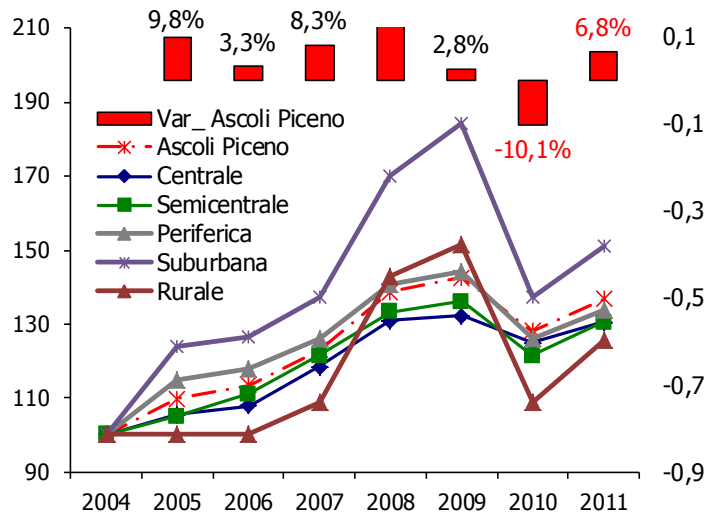 9,8%
3,3%
8,3%
2,8%
-10,1%
6,8%
210
190
170
150
130
110
90
0,1
-0,1
-0,3
-0,5
-0,7
-0,9
Var_ Ascoli Piceno
Ascoli Piceno
Centrale
Semicentrale
Periferica
Suburbana
Rurale
2004 2005 2006 2007 2008 2009 2010 2011